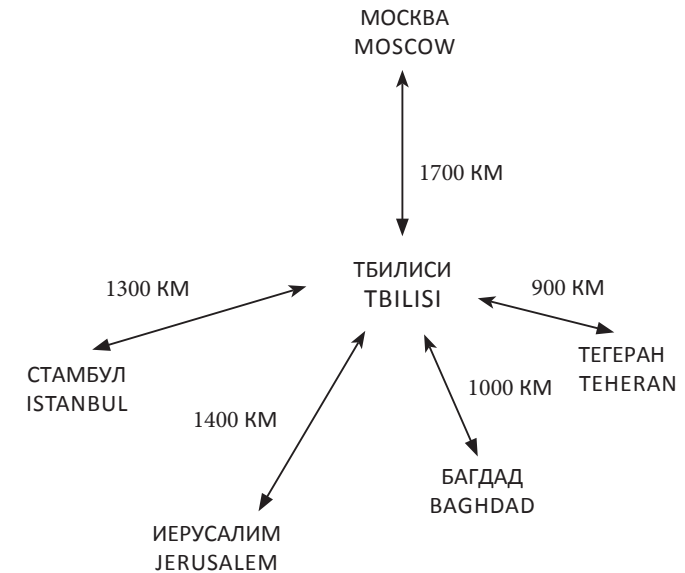 МОСКВА
MOSCOW
1700 КМ
ТБИЛИСИ
TBILISI
1300 КМ
900 КМ
СТАМБУЛ
ISTANBUL
ТЕГЕРАН
TEHERAN
1400 КМ
1000 КМ
БАГДАД
BAGHDAD
ИЕРУСАЛИМ
JERUSALEM